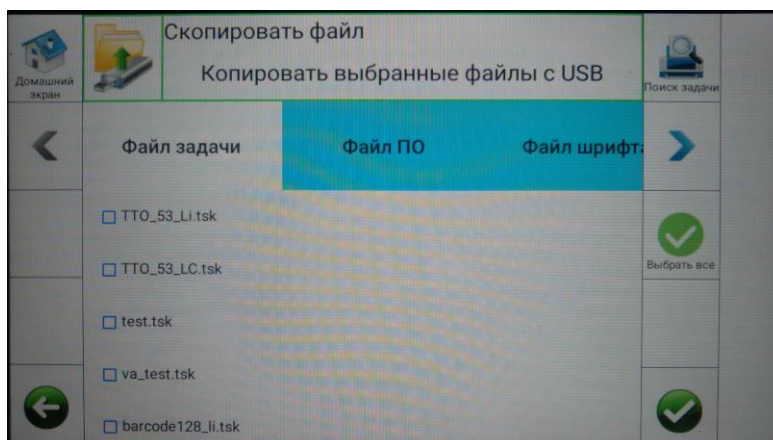 Скопировать файл
Копировать выбранные файлы с USB
Домашний
экран
Поиск задачи
Файл задачи
Файл ПО
Файл шрифта
TTO_53_Li.tsk
TTO_53_LC.tsk
Выбрать все
test.tsk
va_test.tsk
barcode128_li.tsk